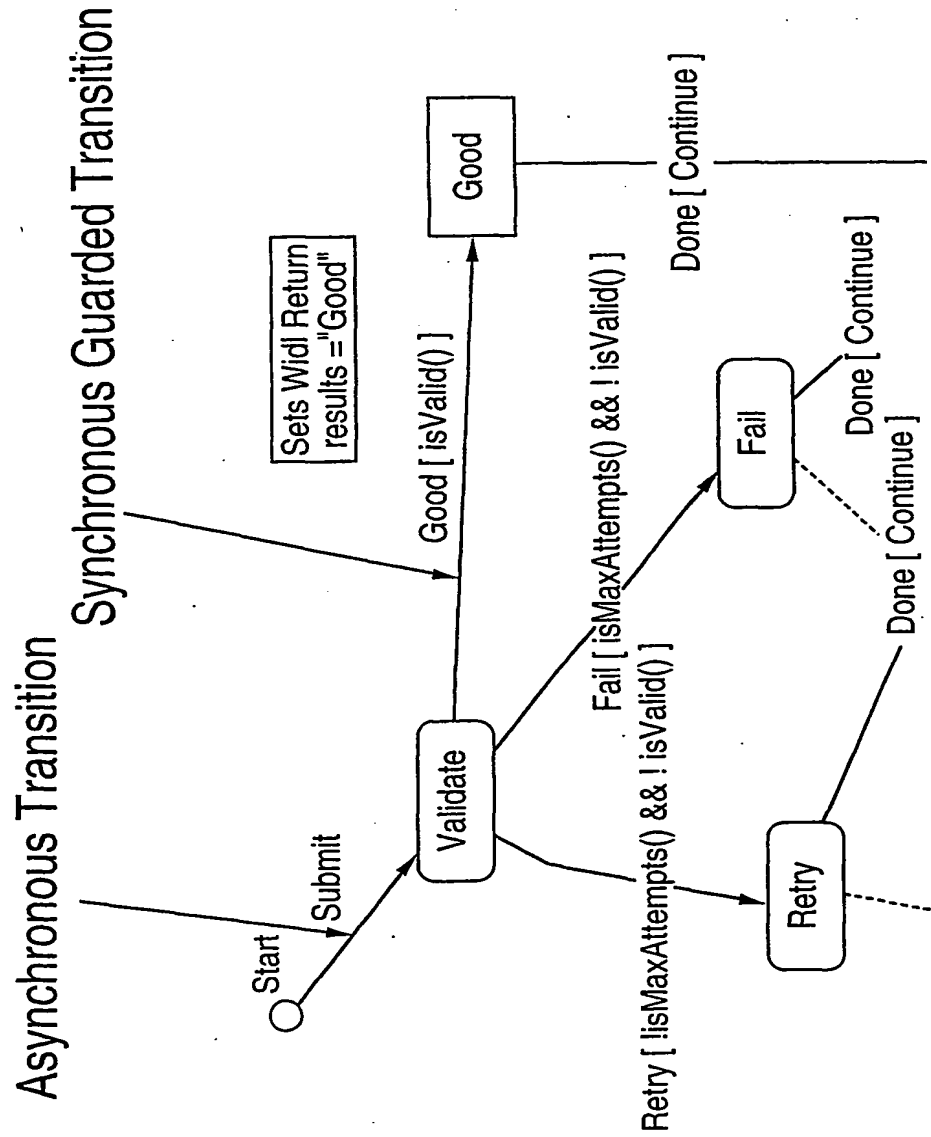 Asynchronous Transition
Synchronous Guarded Transition
Start
Submit
Sets Widl Return
results ="Good"
Validate
Good [ isValid() ]
Good
Retry [ !isMaxAttempts() && ! isValid() ]
Fail [ isMaxAttempts() && ! isValid() ]
Done [ Continue ]
Retry
Fail
Done [ Continue ]
Done [ Continue ]